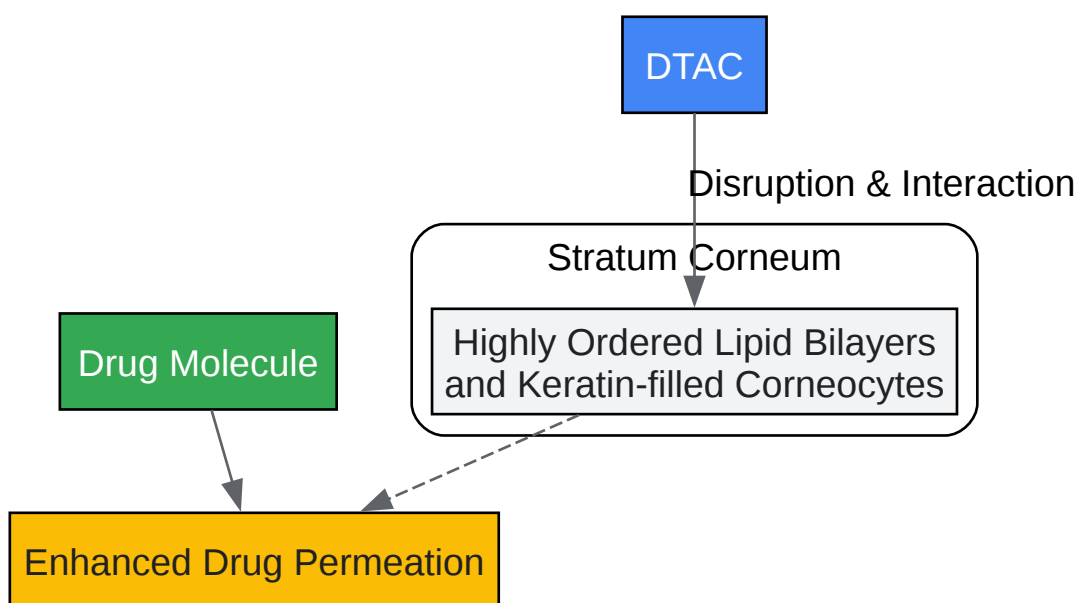 DTAC
Disruption & Interaction
Stratum Corneum
Highly Ordered Lipid Bilayers
and Keratin-filled Corneocytes
Drug Molecule
Enhanced Drug Permeation